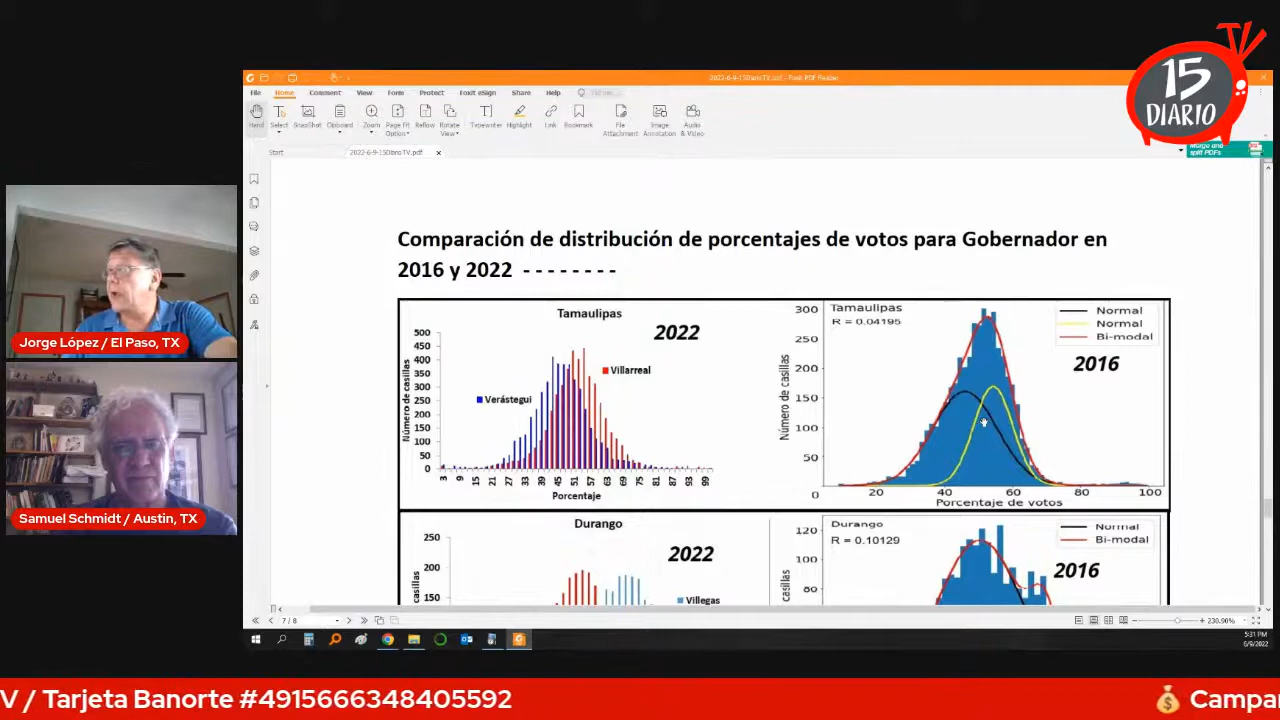 15
DIARIO
2022-6-9-15DiarioTV.pdf - Foxit PDF Reader
File Home Comment View Form Protect Foxit eSign Share Help
Hand Select SnapShot Clipboard Zoom Page Fit Option Reflow Rotate View Typewriter Highlight Link Bookmark File Attachment Image Annotation Audio & Video
Start 2022-6-9-15DiarioTV.pdf
Merge and split PDFs
Comparación de distribución de porcentajes de votos para Gobernador en
2016 y 2022 - - - - - - - -
Tamaulipas
2022
500
450
400
350
300
250
200
150
100
50
0
Número de casillas
Verástegui
Villarreal
3 9 15 21 27 33 39 45 51 57 63 69 75 81 87 93 99
Porcentaje
Tamaulipas
R = 0.04195
2016
Normal
Normal
Bi-modal
300
250
200
150
100
50
0
Número de casillas
20 40 60 80 100
Porcentaje de votos
Durango
2022
250
200
150
casillas
Villegas
Durango
R = 0.10129
2016
Normal
Bi-modal
120
100
80
casillas
Jorge López / El Paso, TX
Samuel Schmidt / Austin, TX
7 / 8
230.90%
5:31 PM
6/9/2022
V / Tarjeta Banorte #4915666348405592
Campa